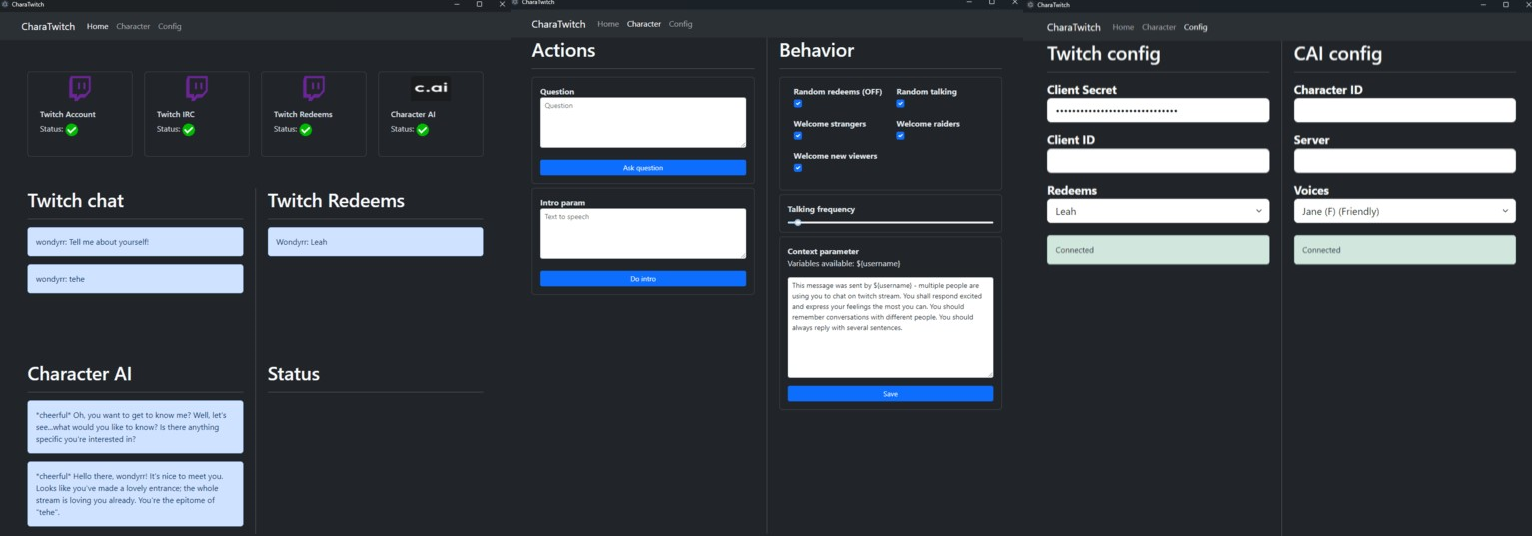 CharaTwitch
CharaTwitch Home Character Config
Twitch Account
Status:
Twitch IRC
Status:
Twitch Redeems
Status:
c.ai
Character AI
Status:
Twitch chat
wondyrr: Tell me about yourself!
wondyrr: tehe
Twitch Redeems
Wondyrr: Leah
Character AI
*cheerful* Oh, you want to get to know me? Well, let's
see...what would you like to know? Is there anything
specific you're interested in?
*cheerful* Hello there, wondyrr! It's nice to meet you.
Looks like you've made a lovely entrance; the whole
stream is loving you already. You're the epitome of
"tehe".
Status
CharaTwitch
CharaTwitch Home Character Config
Actions
Question
Question
Ask question
Intro param
Text to speech
Do intro
Behavior
Random redeems (OFF) Random talking
Welcome strangers Welcome raiders
Welcome new viewers
Talking frequency
Context parameter
Variables available: ${username}
This message was sent by ${username} - multiple people are
using you to chat on twitch stream. You shall respond excited
and express your feelings the most you can. You should
remember conversations with different people. You should
always reply with several sentences.
Save
CharaTwitch
CharaTwitch Home Character Config
Twitch config
Client Secret
••••••••••••••••••••••••••••••
Client ID
Redeems
Leah
Connected
CAI config
Character ID
Server
Voices
Jane (F) (Friendly)
Connected